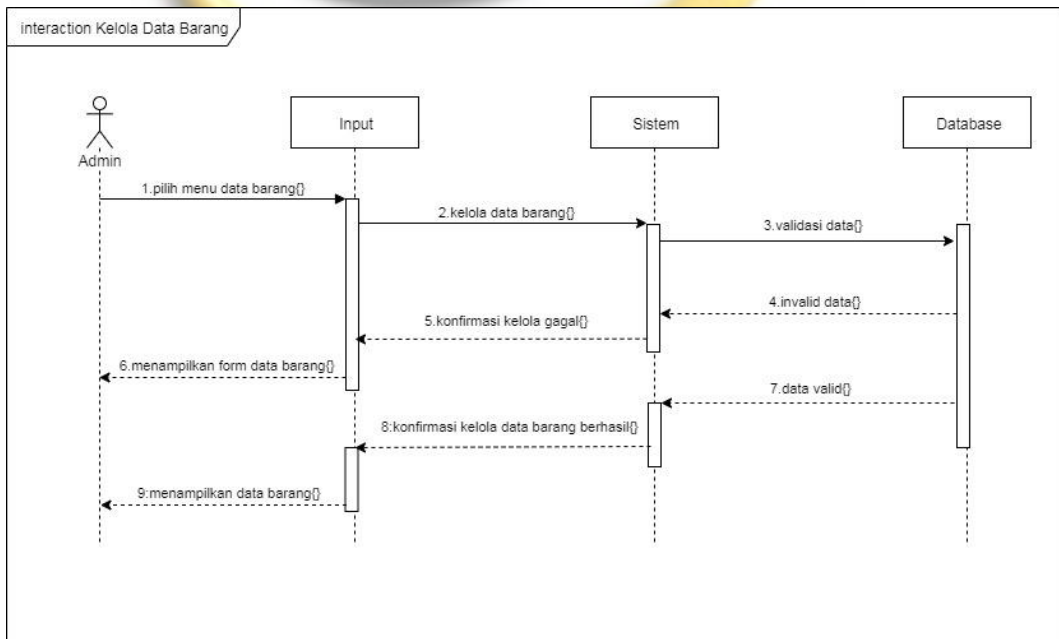 interaction Kelola Data Barang
Input
Sistem
Database
Admin
1.pilih menu data barang{}
2.kelola data barang{}
3.validasi data{}
4.invalid data{}
5.konfirmasi kelola gagal{}
6.menampilkan form data barang{}
7.data valid{}
8:konfirmasi kelola data barang berhasil{}
9:menampilkan data barang{}